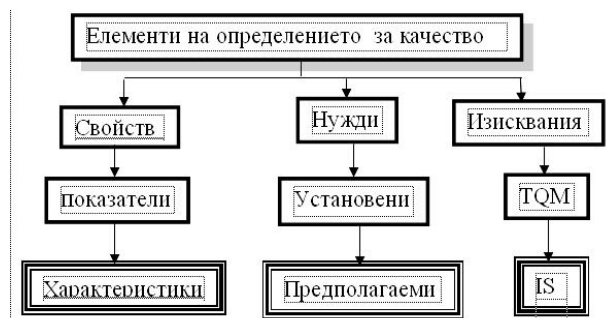 Елементи на определението за качество
Свойств
Нужди
Изисквания
показатели
Установени
TQM
Характеристики
Предполагаеми
IS